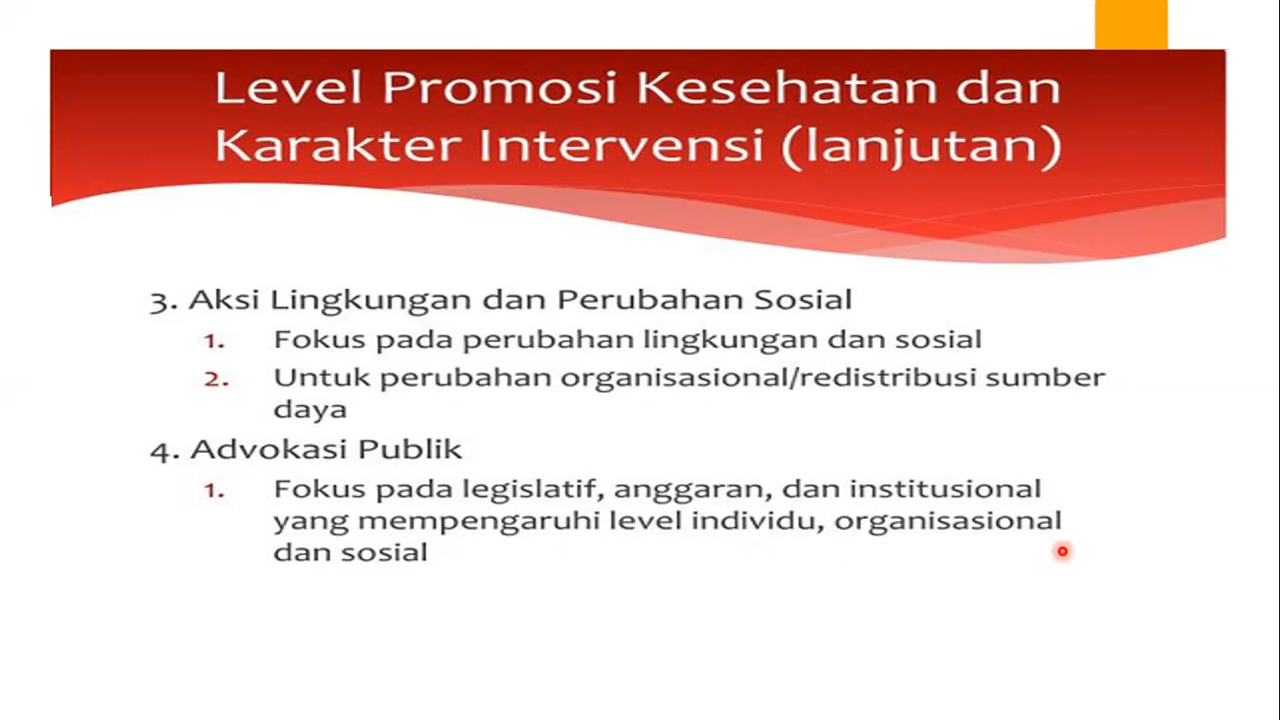 Level Promosi Kesehatan dan
Karakter Intervensi (lanjutan)
3. Aksi Lingkungan dan Perubahan Sosial
1. Fokus pada perubahan lingkungan dan sosial
2. Untuk perubahan organisasional/redistribusi sumber
daya
4. Advokasi Publik
1. Fokus pada legislatif, anggaran, dan institusional
yang mempengaruhi level individu, organisasional
dan sosial